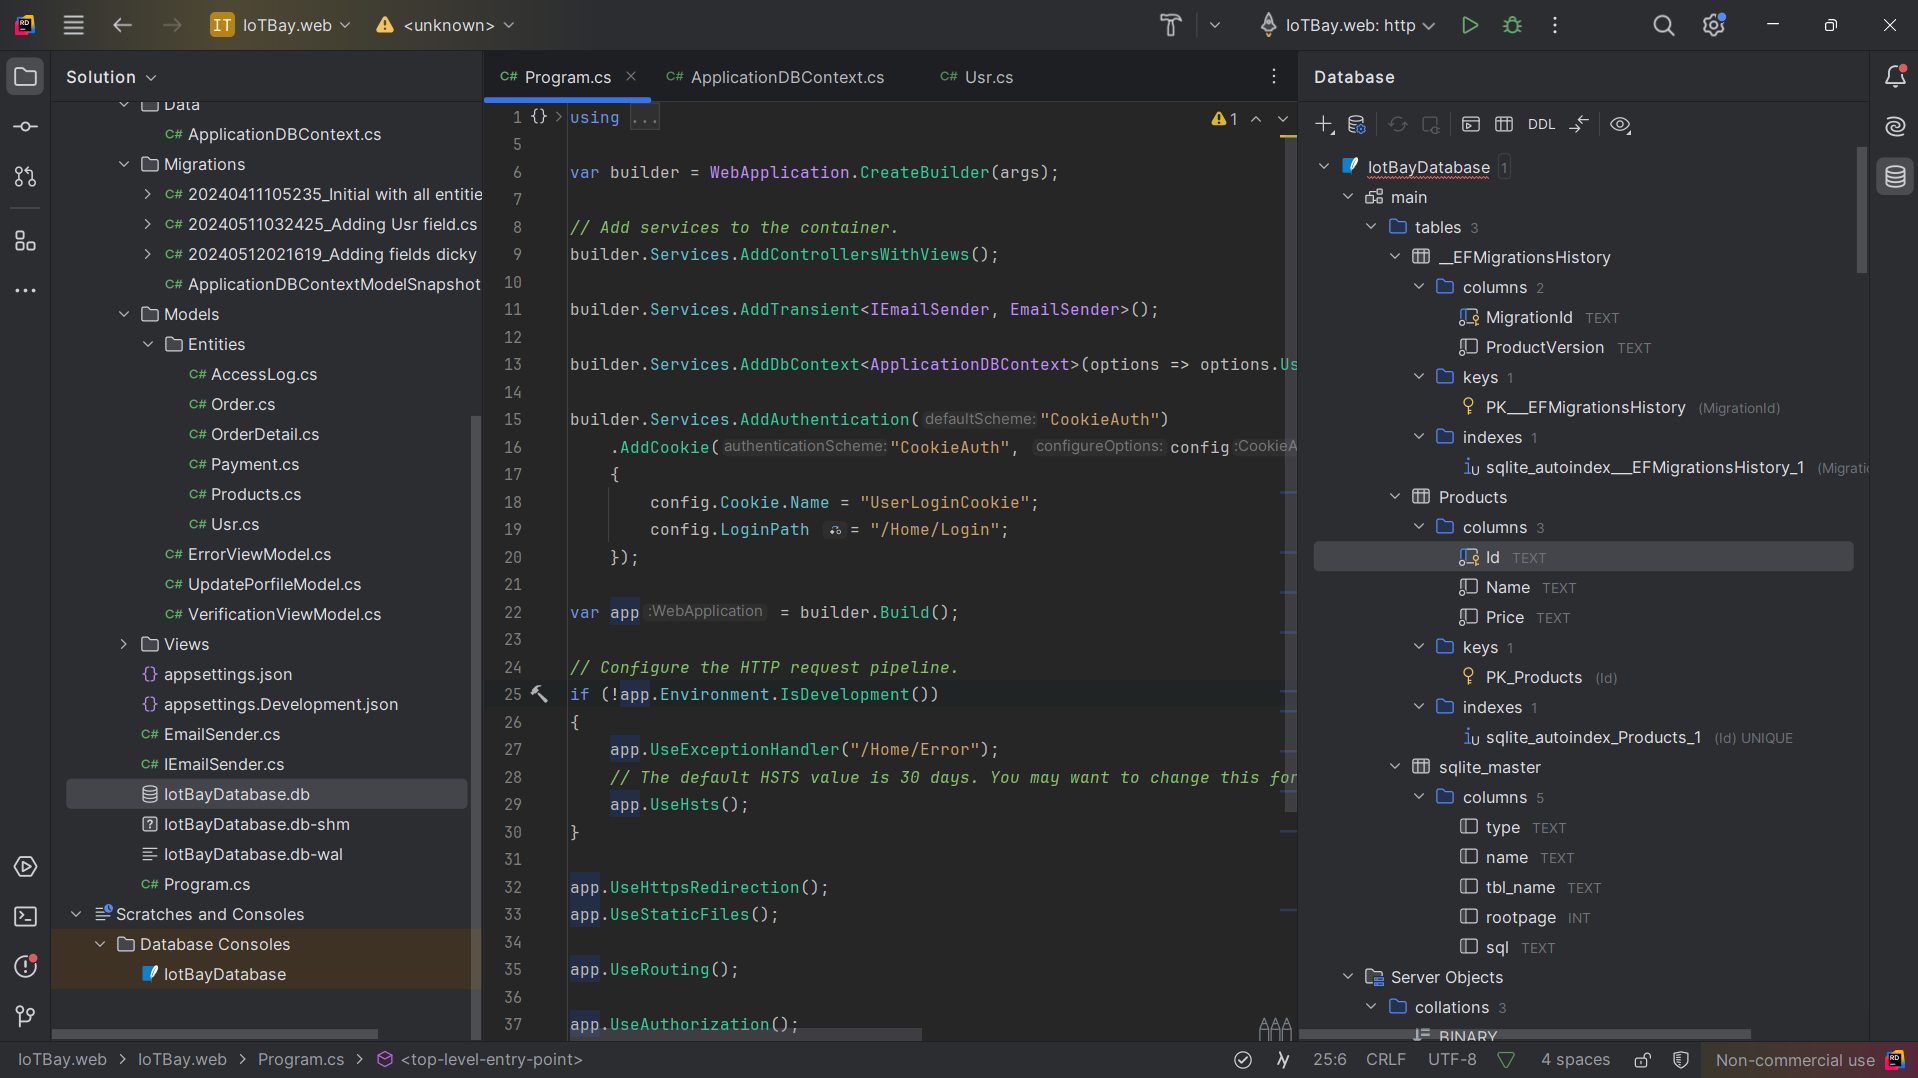 IT IoTBay.web <unknown> IoTBay.web: http
Solution
Data
C# ApplicationDBContext.cs
Migrations
C# 20240411105235_Initial with all entitie
C# 20240511032425_Adding Usr field.cs
C# 20240512021619_Adding fields dicky
C# ApplicationDBContextModelSnapshot
Models
Entities
C# AccessLog.cs
C# Order.cs
C# OrderDetail.cs
C# Payment.cs
C# Products.cs
C# Usr.cs
C# ErrorViewModel.cs
C# UpdatePorfileModel.cs
C# VerificationViewModel.cs
Views
{} appsettings.json
{} appsettings.Development.json
C# EmailSender.cs
C# IEmailSender.cs
IotBayDatabase.db
IotBayDatabase.db-shm
IotBayDatabase.db-wal
C# Program.cs
Scratches and Consoles
Database Consoles
IotBayDatabase
C# Program.cs C# ApplicationDBContext.cs C# Usr.cs
1 {} using ... 1
5
6 var builder = WebApplication.CreateBuilder(args);
7
8 // Add services to the container.
9 builder.Services.AddControllersWithViews();
10
11 builder.Services.AddTransient<IEmailSender, EmailSender>();
12
13 builder.Services.AddDbContext<ApplicationDBContext>(options => options.Us
14
15 builder.Services.AddAuthentication( defaultScheme: "CookieAuth")
16 .AddCookie( authenticationScheme: "CookieAuth", configureOptions: config :CookieA
17 {
18 config.Cookie.Name = "UserLoginCookie";
19 config.LoginPath = "/Home/Login";
20 });
21
22 var app :WebApplication = builder.Build();
23
24 // Configure the HTTP request pipeline.
25 if (!app.Environment.IsDevelopment())
26 {
27 app.UseExceptionHandler("/Home/Error");
28 // The default HSTS value is 30 days. You may want to change this for
29 app.UseHsts();
30 }
31
32 app.UseHttpsRedirection();
33 app.UseStaticFiles();
34
35 app.UseRouting();
36
37 app.UseAuthorization();
Database
DDL
IotBayDatabase 1
main
tables 3
__EFMigrationsHistory
columns 2
MigrationId TEXT
ProductVersion TEXT
keys 1
PK___EFMigrationsHistory (MigrationId)
indexes 1
sqlite_autoindex___EFMigrationsHistory_1 (Migratio
Products
columns 3
Id TEXT
Name TEXT
Price TEXT
keys 1
PK_Products (Id)
indexes 1
sqlite_autoindex_Products_1 (Id) UNIQUE
sqlite_master
columns 5
type TEXT
name TEXT
tbl_name TEXT
rootpage INT
sql TEXT
Server Objects
collations 3
BINARY
IoTBay.web > IoTBay.web > Program.cs > <top-level-entry-point> 25:6 CRLF UTF-8 4 spaces Non-commercial use